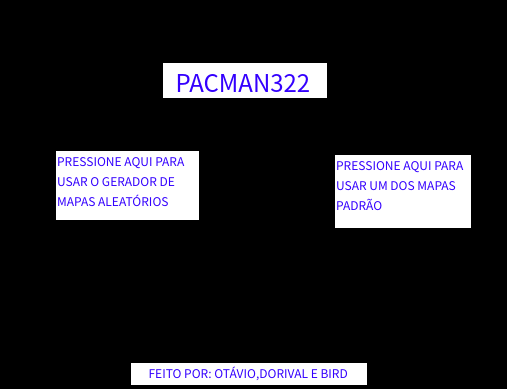 PACMAN322
PRESSIONE AQUI PARA
USAR O GERADOR DE
MAPAS ALEATÓRIOS
PRESSIONE AQUI PARA
USAR UM DOS MAPAS
PADRÃO
FEITO POR: OTÁVIO,DORIVAL E BIRD